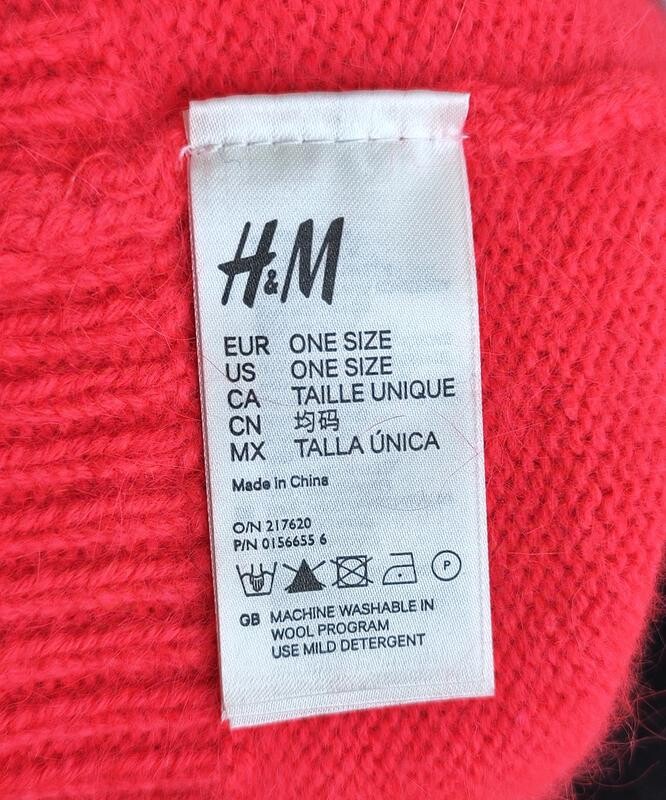 H&M
EUR ONE SIZE
US ONE SIZE
CA TAILLE UNIQUE
CN 均码
MX TALLA ÚNICA
Made in China
O/N 217620
P/N 0156655 6
P
GB MACHINE WASHABLE IN
WOOL PROGRAM
USE MILD DETERGENT